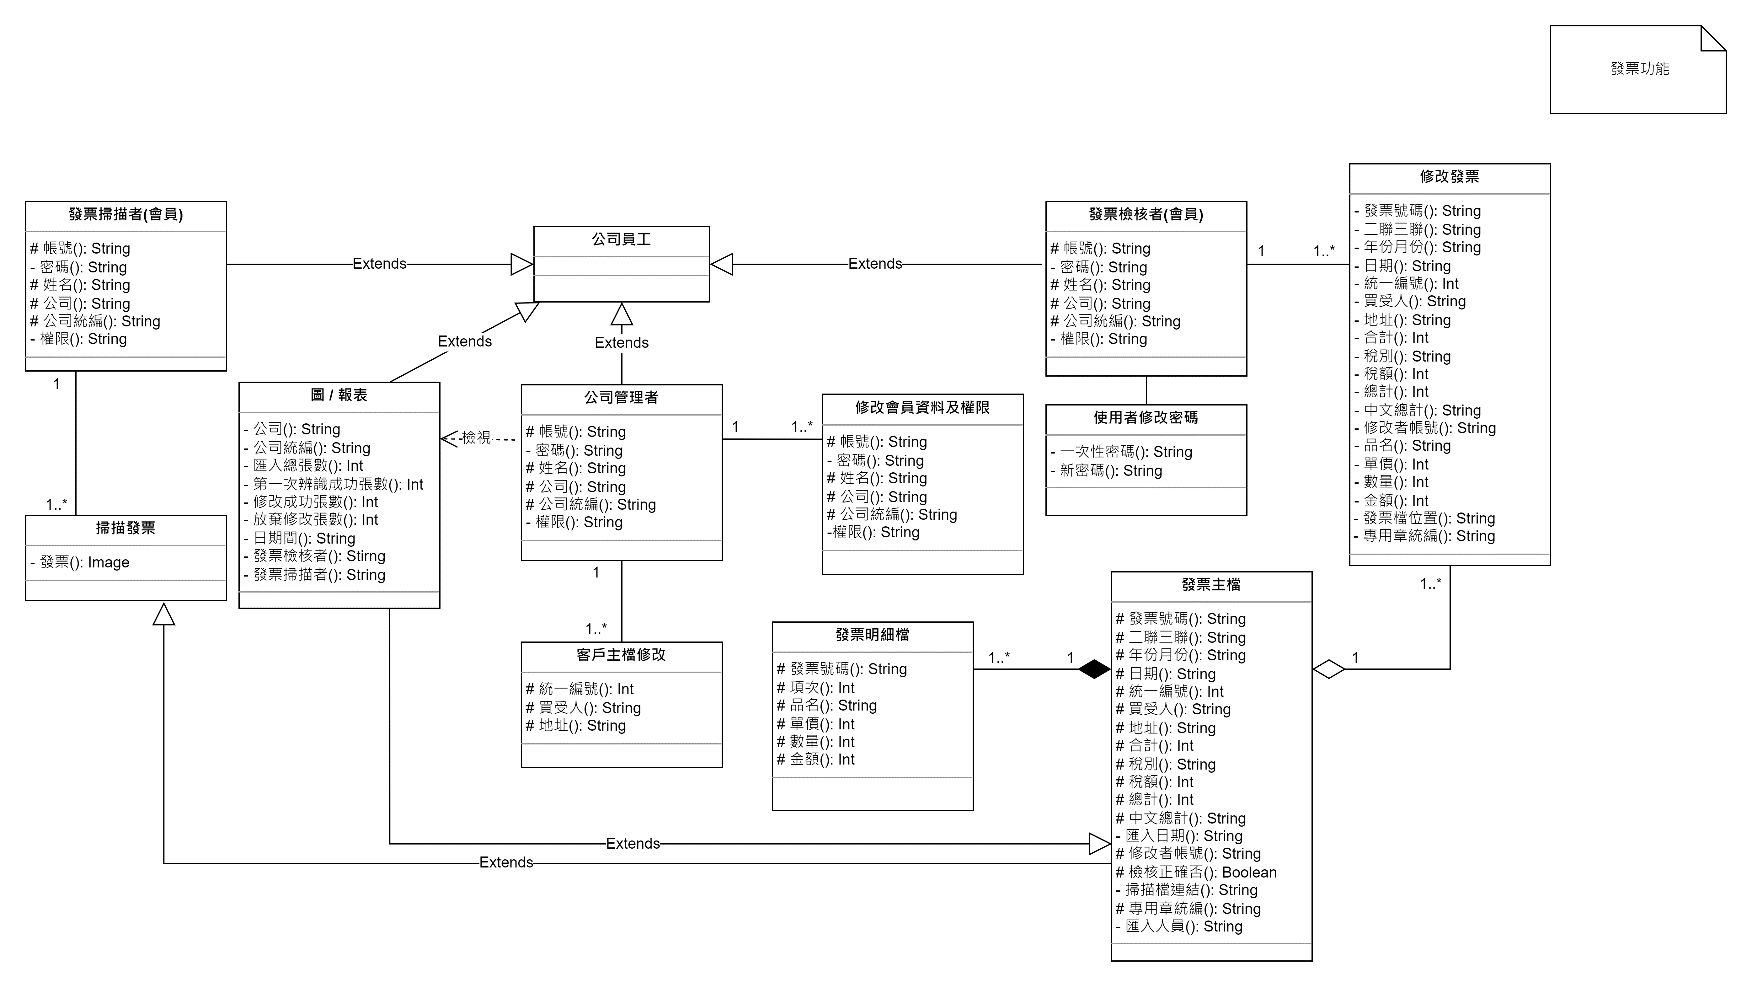 發票功能
發票掃描者(會員)
# 帳號(): String
- 密碼(): String
# 姓名(): String
# 公司(): String
# 公司統編(): String
- 權限(): String
Extends
公司員工
Extends
發票檢核者(會員)
# 帳號(): String
- 密碼(): String
# 姓名(): String
# 公司(): String
# 公司統編(): String
- 權限(): String
1
1..*
修改發票
- 發票號碼(): String
- 二聯三聯(): String
- 年份月份(): String
- 日期(): String
- 統一編號(): Int
- 買受人(): String
- 地址(): String
- 合計(): Int
- 稅別(): String
- 稅額(): Int
- 總計(): Int
- 中文總計(): String
- 修改者帳號(): String
- 品名(): String
- 單價(): Int
- 數量(): Int
- 金額(): Int
- 發票檔位置(): String
- 專用章統編(): String
Extends
Extends
1
1..*
掃描發票
- 發票(): Image
圖 / 報表
- 公司(): String
- 公司統編(): String
- 匯入總張數(): Int
- 第一次辨識成功張數(): Int
- 修改成功張數(): Int
- 放棄修改張數(): Int
- 日期間(): String
- 發票檢核者(): Stirng
- 發票掃描者(): String
檢視
公司管理者
# 帳號(): String
- 密碼(): String
# 姓名(): String
# 公司(): String
# 公司統編(): String
- 權限(): String
1
1..*
修改會員資料及權限
# 帳號(): String
- 密碼(): String
# 姓名(): String
# 公司(): String
# 公司統編(): String
-權限(): String
使用者修改密碼
- 一次性密碼(): String
- 新密碼(): String
1
1..*
客戶主檔修改
# 統一編號(): Int
# 買受人(): String
# 地址(): String
發票明細檔
# 發票號碼(): String
# 項次(): Int
# 品名(): String
# 單價(): Int
# 數量(): Int
# 金額(): Int
1..*
1
發票主檔
# 發票號碼(): String
# 二聯三聯(): String
# 年份月份(): String
# 日期(): String
# 統一編號(): Int
# 買受人(): String
# 地址(): String
# 合計(): Int
# 稅別(): String
# 稅額(): Int
# 總計(): Int
# 中文總計(): String
- 匯入日期(): String
# 修改者帳號(): String
# 檢核正確否(): Boolean
- 掃描檔連結(): String
# 專用章統編(): String
- 匯入人員(): String
1..*
1
Extends
Extends